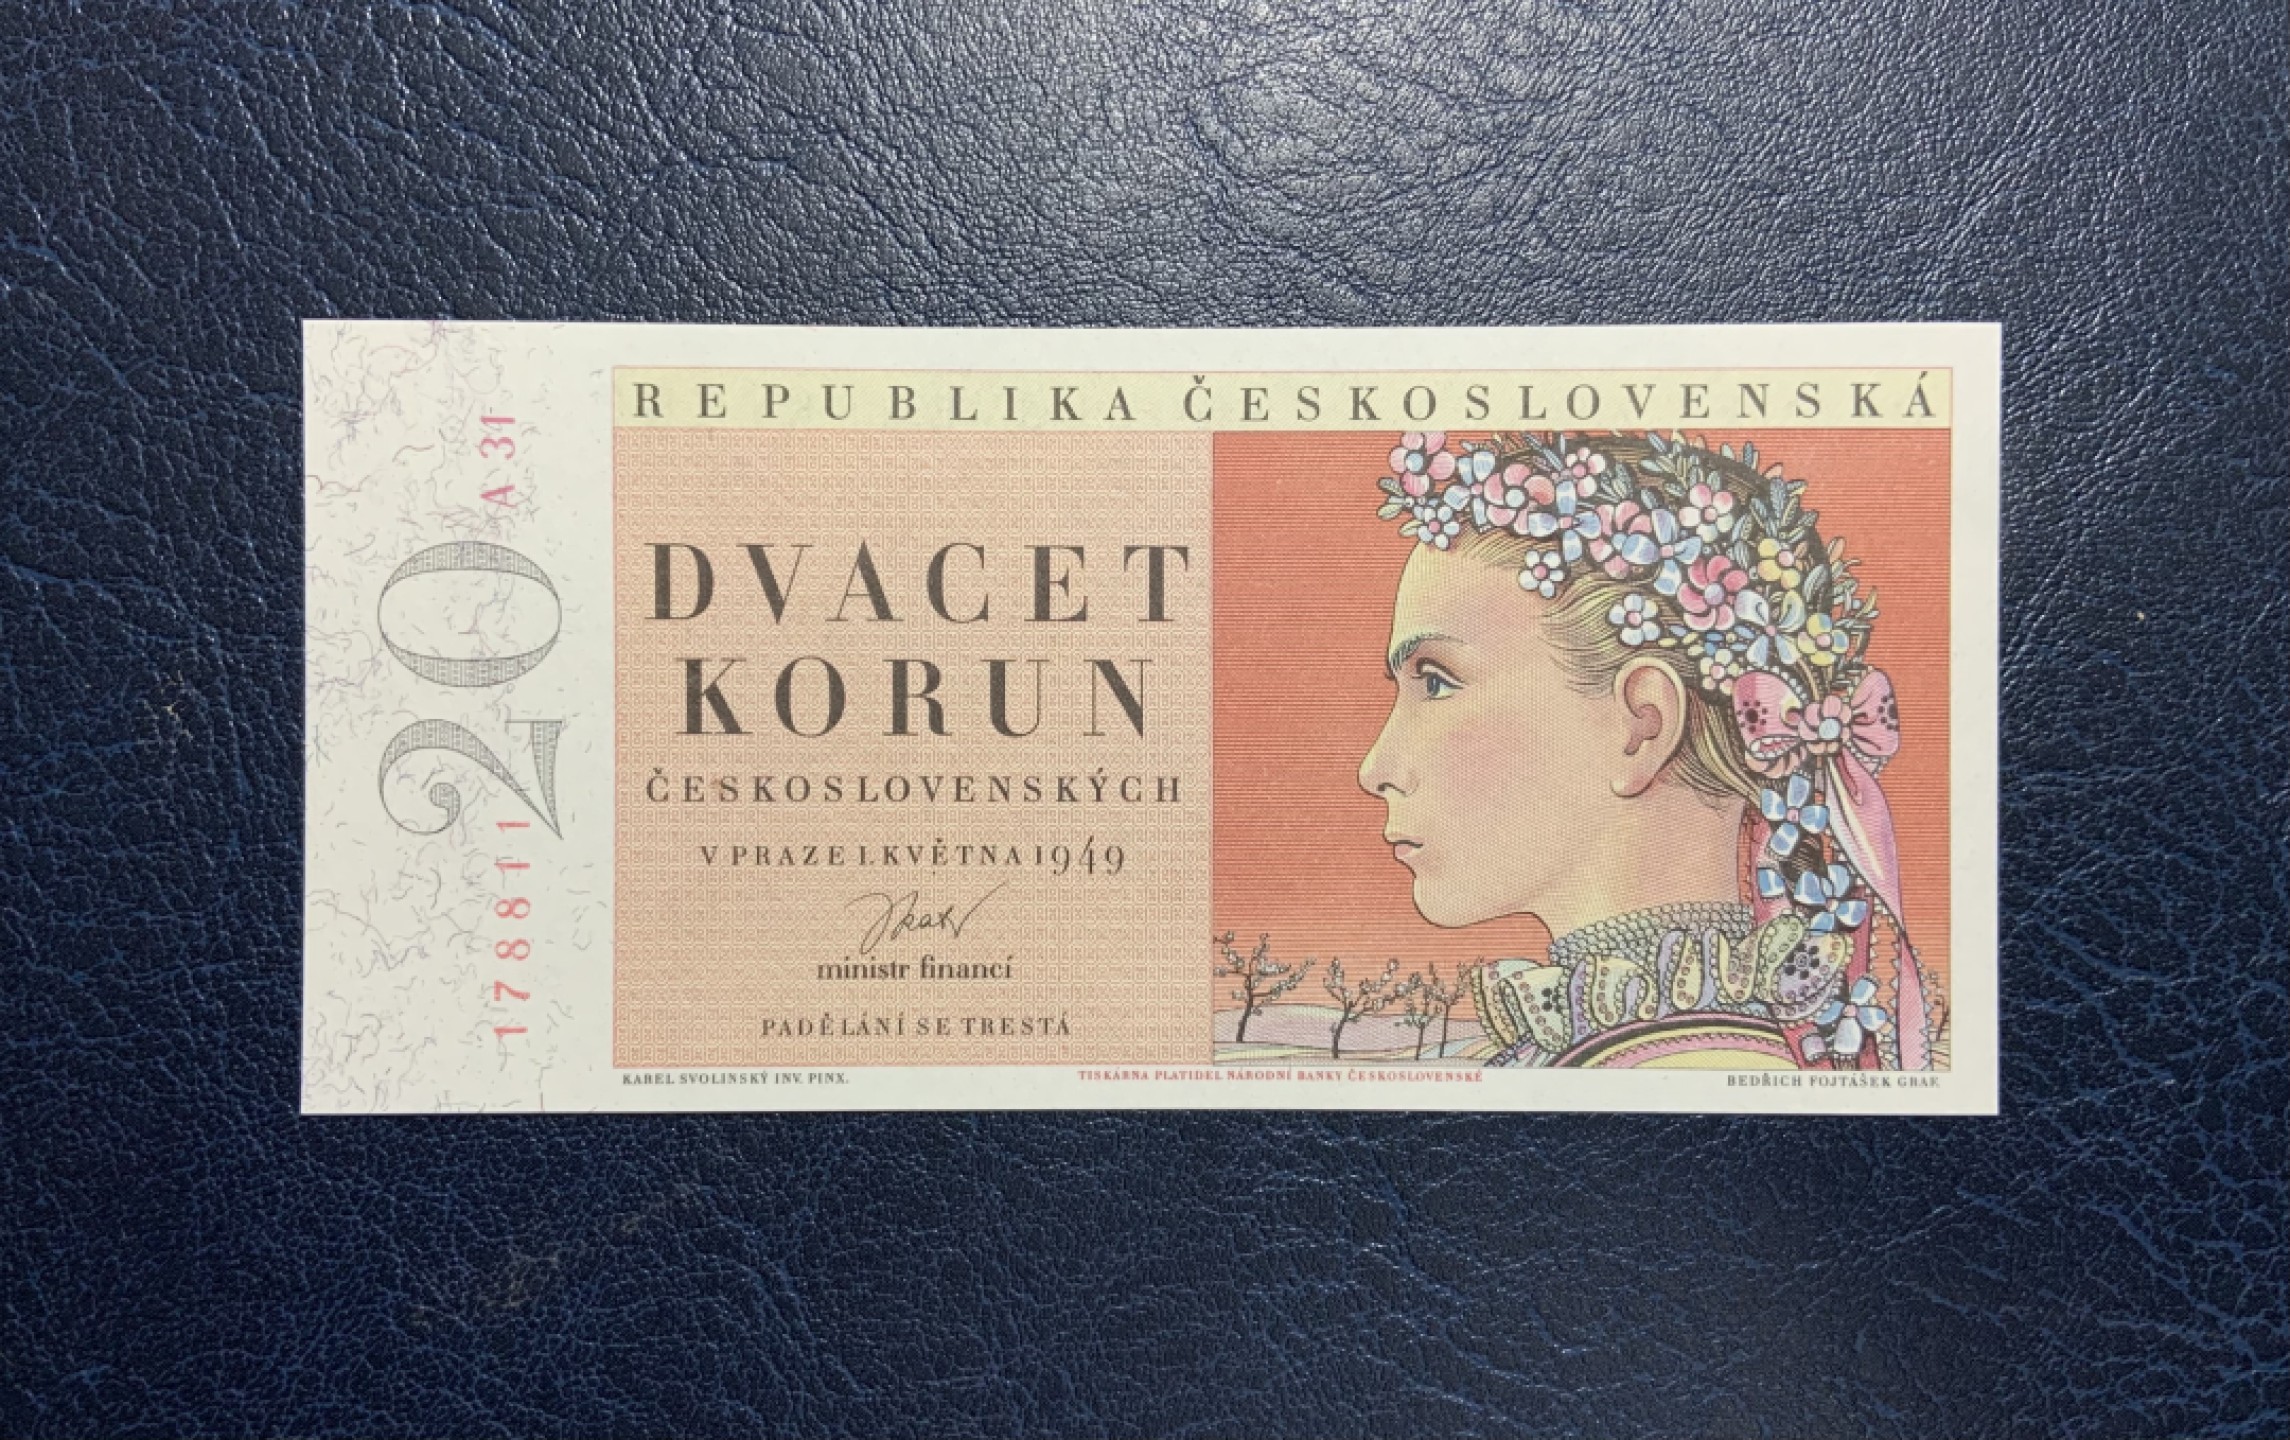 REPUBLIKA ČESKOSLOVENSKÁ
A 31
20
178811
DVACET
KORUN
ČESKOSLOVENSKÝCH
V PRAZE 1. KVĚTNA 1949
ministr financí
PADĚLÁNÍ SE TRESTÁ
KAREL SVOLINSKÝ INV. PINX.
TISKÁRNA PLATIDEL NÁRODNÍ BANKY ČESKOSLOVENSKÉ
BEDŘICH FOJTÁŠEK GRAF.